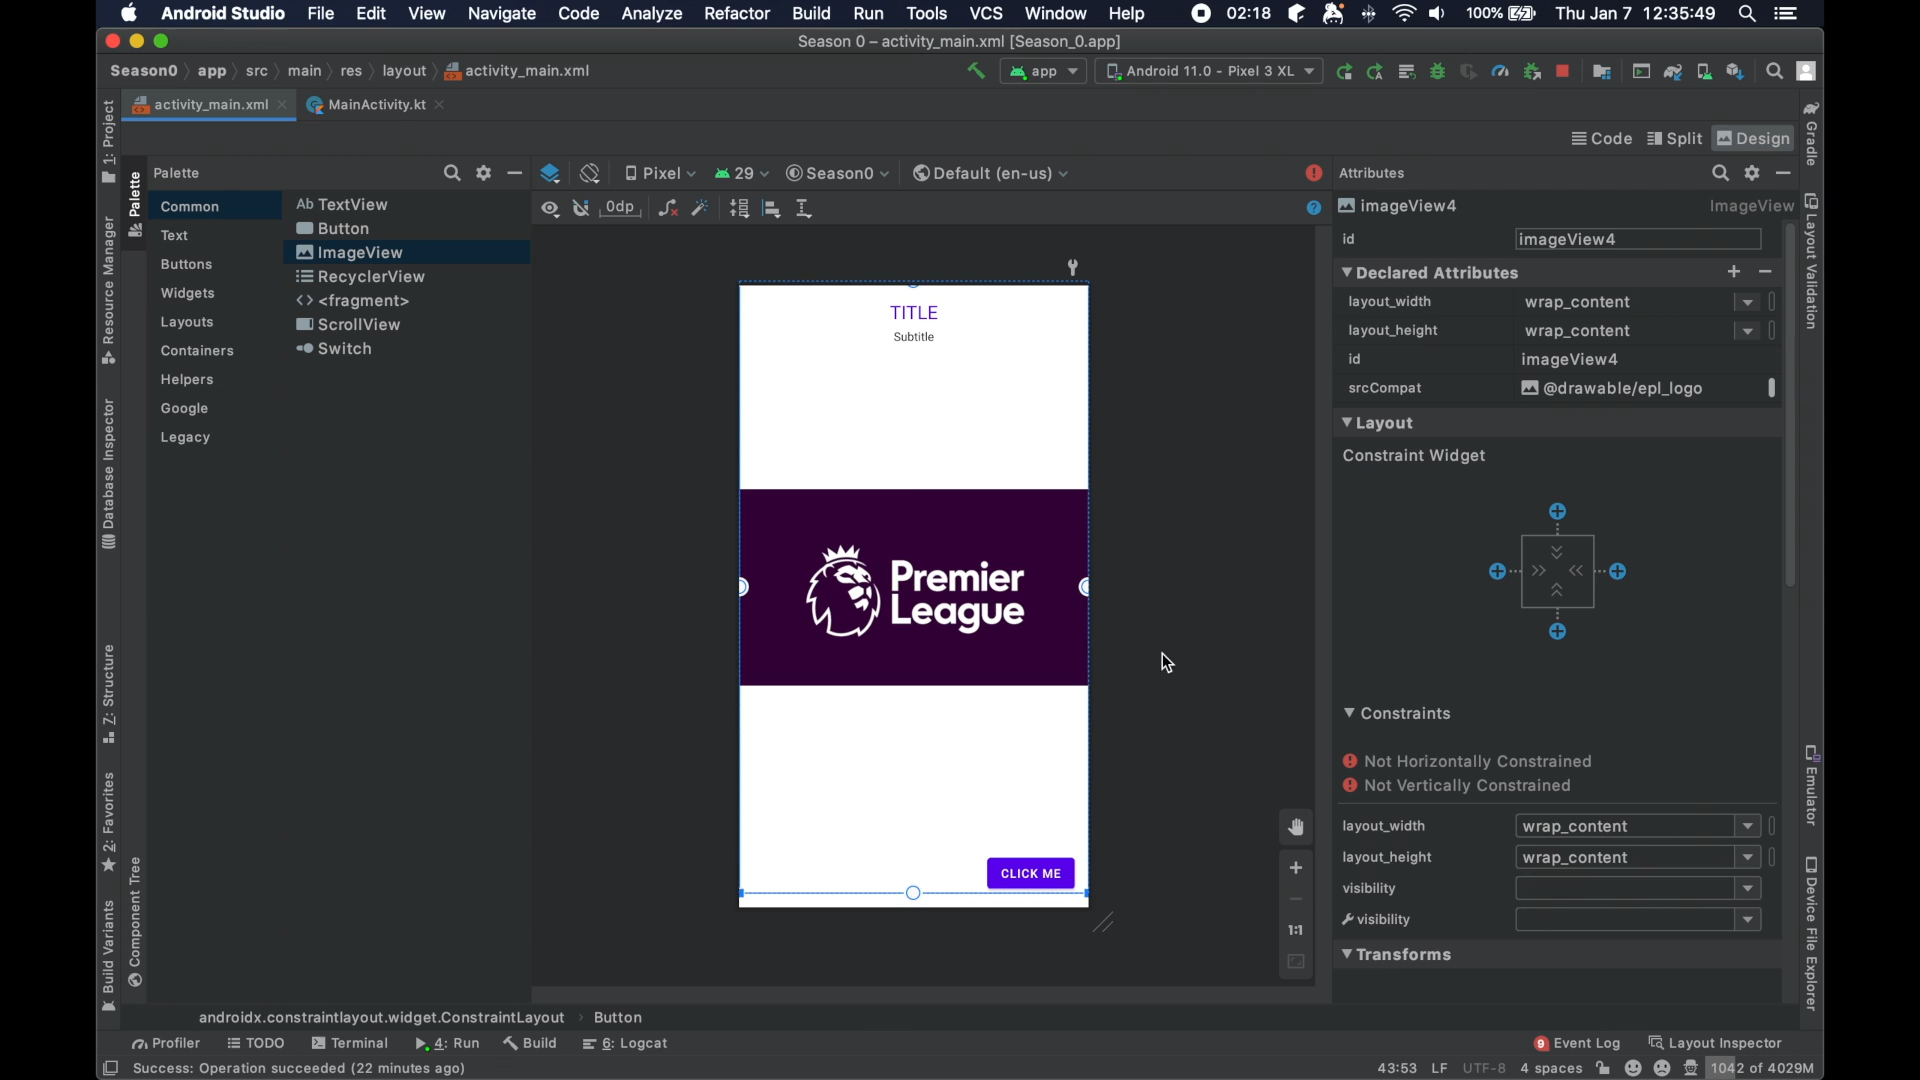 Android Studio File Edit View Navigate Code Analyze Refactor Build Run Tools VCS Window Help 02:18 100% Thu Jan 7 12:35:49
Season 0 – activity_main.xml [Season_0.app]
Season0 app src main res layout activity_main.xml app Android 11.0 - Pixel 3 XL
activity_main.xml MainActivity.kt
Code Split Design
Palette Pixel 29 Season0 Default (en-us) Attributes
0dp
Common
Text
Buttons
Widgets
Layouts
Containers
Helpers
Google
Legacy
Ab TextView
Button
ImageView
RecyclerView
<> <fragment>
ScrollView
Switch
TITLE
Subtitle
Premier
League
CLICK ME
1:1
imageView4 ImageView
id imageView4
Declared Attributes
layout_width wrap_content
layout_height wrap_content
id imageView4
srcCompat @drawable/epl_logo
Layout
Constraint Widget
Constraints
Not Horizontally Constrained
Not Vertically Constrained
layout_width wrap_content
layout_height wrap_content
visibility
visibility
Transforms
1: Project
Resource Manager
Database Inspector
Z: Structure
2: Favorites
Build Variants
Palette
Component Tree
Gradle
Layout Validation
Emulator
Device File Explorer
androidx.constraintlayout.widget.ConstraintLayout Button
Profiler TODO Terminal 4: Run Build 6: Logcat 9 Event Log Layout Inspector
Success: Operation succeeded (22 minutes ago) 43:53 LF UTF-8 4 spaces 1042 of 4029M